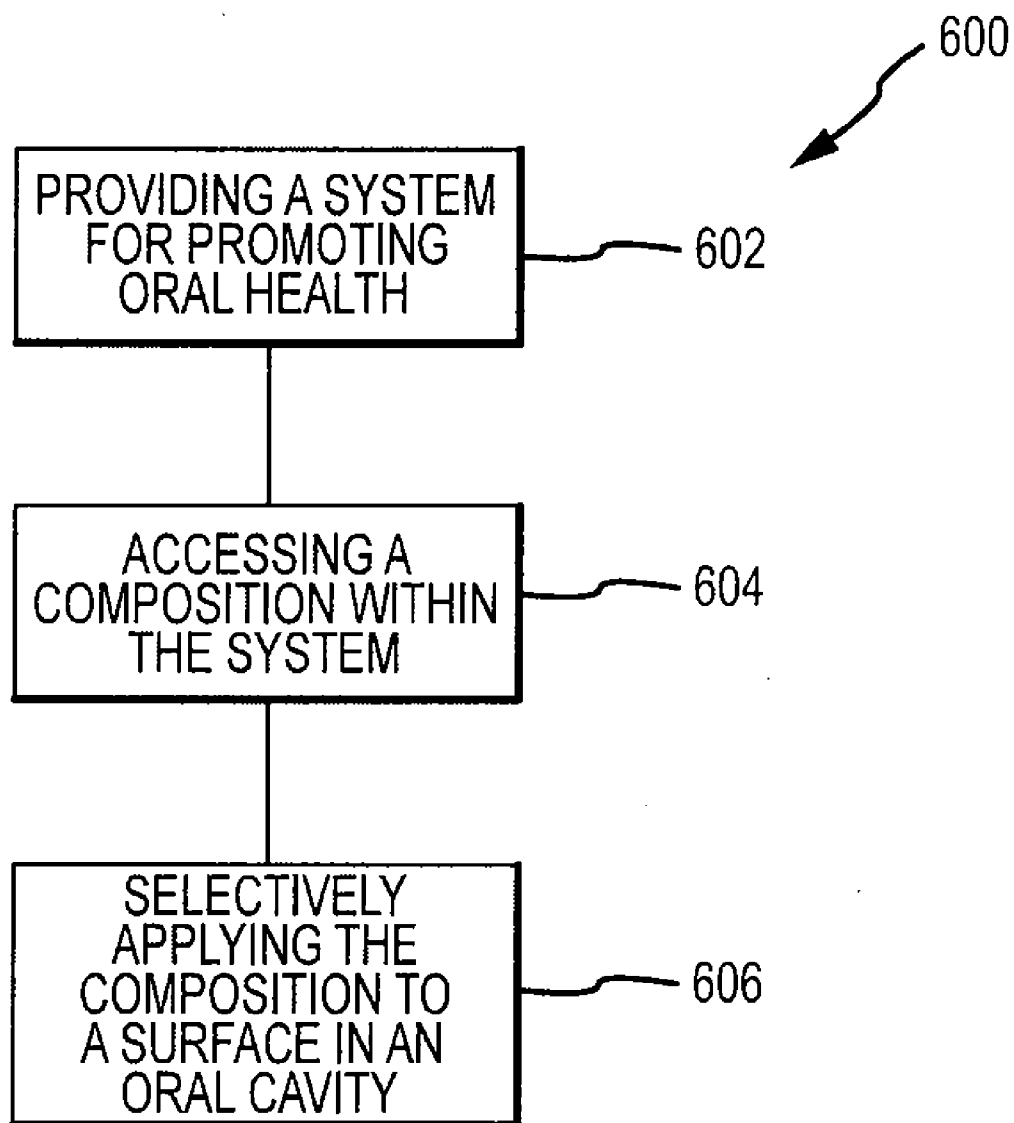 600
PROVIDING A SYSTEM
FOR PROMOTING
ORAL HEALTH
602
ACCESSING A
COMPOSITION WITHIN
THE SYSTEM
604
SELECTIVELY
APPLYING THE
COMPOSITION TO
A SURFACE IN AN
ORAL CAVITY
606